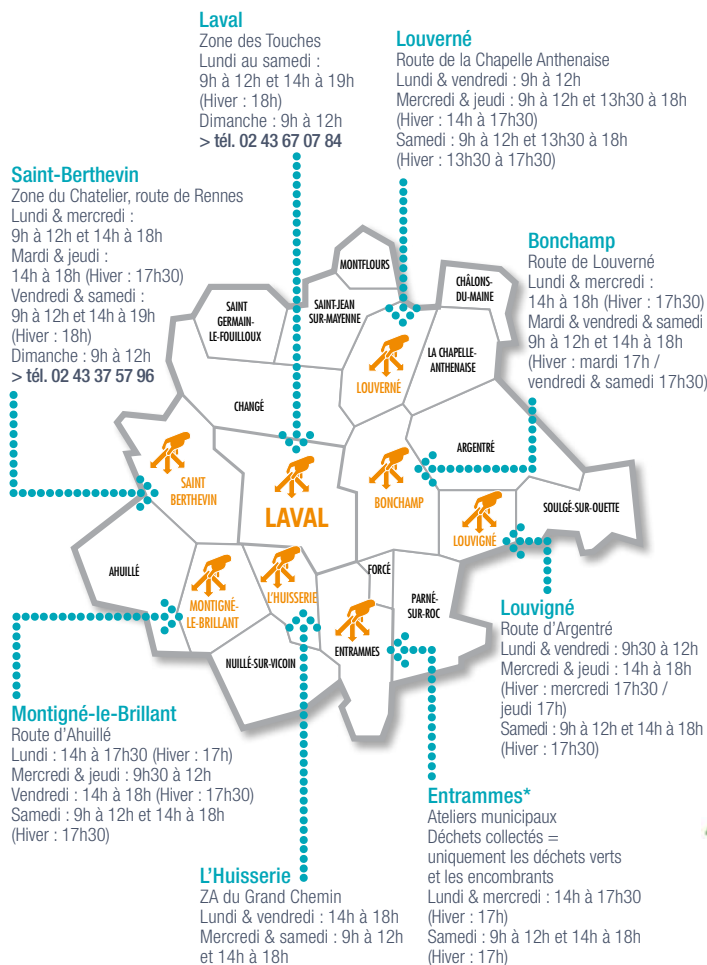 Laval
Zone des Touches
Lundi au samedi :
9h à 12h et 14h à 19h
(Hiver : 18h)
Dimanche : 9h à 12h
> tél. 02 43 67 07 84
Louverné
Route de la Chapelle Anthenaise
Lundi & vendredi : 9h à 12h
Mercredi & jeudi : 9h à 12h et 13h30 à 18h
(Hiver : 14h à 17h30)
Samedi : 9h à 12h et 13h30 à 18h
(Hiver : 13h30 à 17h30)
Saint-Berthevin
Zone du Chatelier, route de Rennes
Lundi & mercredi :
9h à 12h et 14h à 18h
Mardi & jeudi :
14h à 18h (Hiver : 17h30)
Vendredi & samedi :
9h à 12h et 14h à 19h
(Hiver : 18h)
Dimanche : 9h à 12h
> tél. 02 43 37 57 96
Bonchamp
Route de Louverné
Lundi & mercredi :
14h à 18h (Hiver : 17h30)
Mardi & vendredi & samedi
9h à 12h et 14h à 18h
(Hiver : mardi 17h /
vendredi & samedi 17h30)
MONTFLOURS
SAINT
GERMAIN-
LE-FOUILLOUX
SAINT-JEAN
SUR-MAYENNE
CHÂLONS-
DU-MAINE
LOUVERNÉ
LA CHAPELLE-
ANTHENAISE
CHANGÉ
ARGENTRÉ
SAINT
BERTHEVIN
LAVAL
BONCHAMP
LOUVIGNÉ
SOULGÉ-SUR-OUETTE
AHUILLÉ
MONTIGNÉ-
LE-BRILLANT
L'HUISSERIE
FORCÉ
PARNÉ-
SUR-ROC
ENTRAMMES
NUILLÉ-SUR-VICOIN
Louvigné
Route d'Argentré
Lundi & vendredi : 9h30 à 12h
Mercredi & jeudi : 14h à 18h
(Hiver : mercredi 17h30 /
jeudi 17h)
Samedi : 9h à 12h et 14h à 18h
(Hiver : 17h30)
Montigné-le-Brillant
Route d'Ahuillé
Lundi : 14h à 17h30 (Hiver : 17h)
Mercredi & jeudi : 9h30 à 12h
Vendredi : 14h à 18h (Hiver : 17h30)
Samedi : 9h à 12h et 14h à 18h
(Hiver : 17h30)
Entrammes*
Ateliers municipaux
Déchets collectés =
uniquement les déchets verts
et les encombrants
Lundi & mercredi : 14h à 17h30
(Hiver : 17h)
Samedi : 9h à 12h et 14h à 18h
(Hiver : 17h)
L'Huisserie
ZA du Grand Chemin
Lundi & vendredi : 14h à 18h
Mercredi & samedi : 9h à 12h
et 14h à 18h